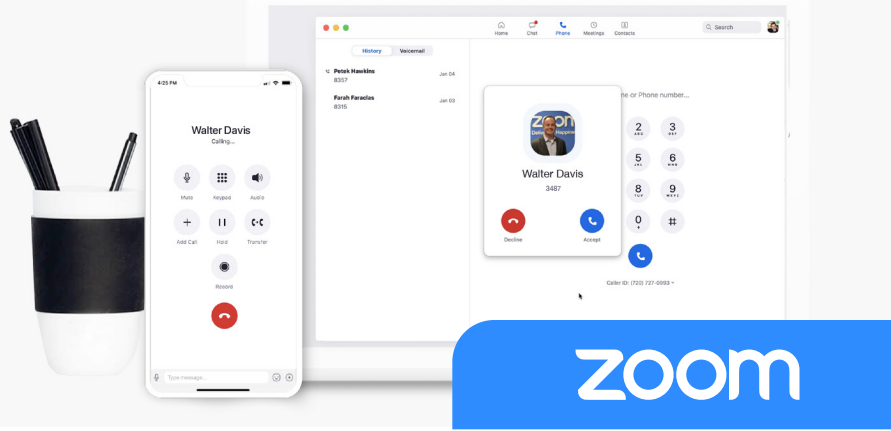 4:25 PM
Walter Davis
Calling...
Mute
Keypad
Audio
Add Call
Hold
Transfer
Record
Type message...
Home
Chat
Phone
Meetings
Contacts
Search
History
Voicemail
Petek Hawkins
Jan 04
8357
Farah Faraclas
Jan 03
8315
me or Phone number...
zoom
Walter Davis
3487
Decline
Accept
2
ABC
3
DEF
5
JKL
6
MNO
8
TUV
9
WXYZ
0
+
#
Caller ID: (720) 727-0993
zoom